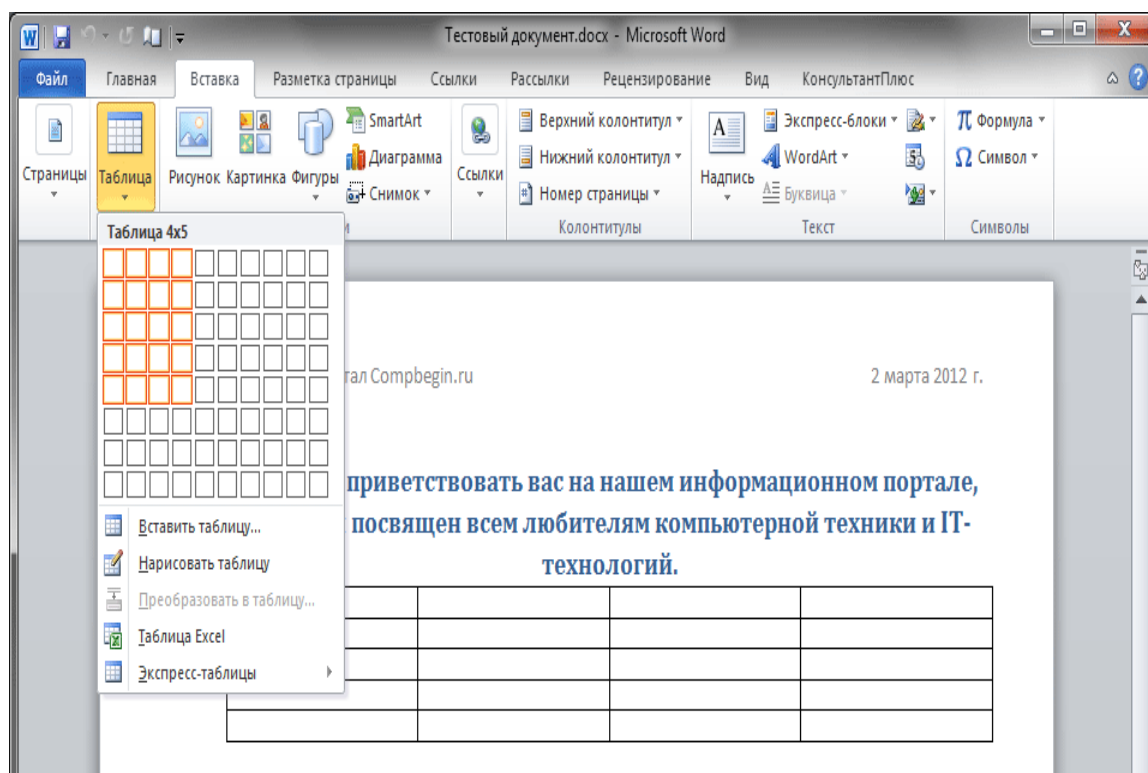 Тестовый документ.docx - Microsoft Word
Файл Главная Вставка Разметка страницы Ссылки Рассылки Рецензирование Вид КонсультантПлюс
Страницы
Таблица
Рисунок Картинка Фигуры
SmartArt
Диаграмма
Снимок
Ссылки
Верхний колонтитул
Нижний колонтитул
Номер страницы
Колонтитулы
Надпись
Экспресс-блоки
WordArt
Буквица
Текст
π Формула
Ω Символ
Символы
Таблица 4x5
Вставить таблицу...
Нарисовать таблицу
Преобразовать в таблицу...
Таблица Excel
Экспресс-таблицы
Compbegin.ru 2 марта 2012 г.
приветствовать вас на нашем информационном портале,
посвящен всем любителям компьютерной техники и IT-
технологий.